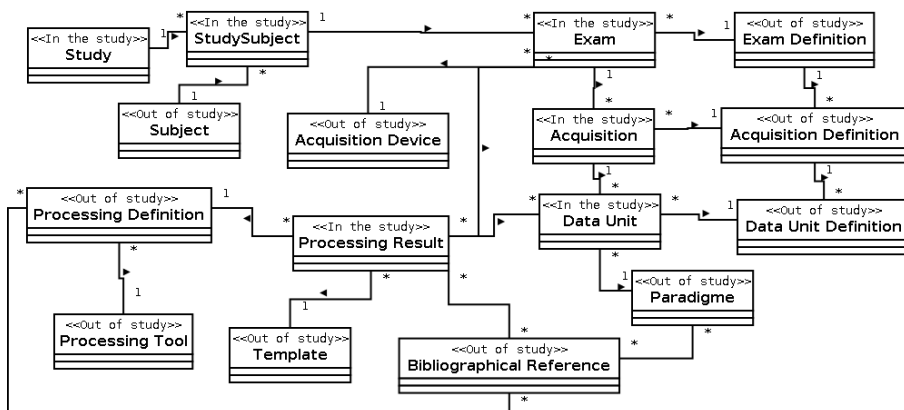 <<In the study>>
Study
<<In the study>>
StudySubject
<<In the study>>
Exam
<<Out of study>>
Exam Definition
<<Out of study>>
Subject
<<Out of study>>
Acquisition Device
<<In the study>>
Acquisition
<<Out of study>>
Acquisition Definition
<<Out of study>>
Processing Definition
<<In the study>>
Processing Result
<<In the study>>
Data Unit
<<Out of study>>
Data Unit Definition
<<Out of study>>
Paradigme
<<Out of study>>
Processing Tool
<<Out of study>>
Template
<<Out of study>>
Bibliographical Reference
1
*
1
*
1
*
*
1
*
1
1
*
1
*
*
1
1
*
1
*
*
1
*
1
*
1
*
*
*
1
*
1
*
*
*
1
*
*
*
*